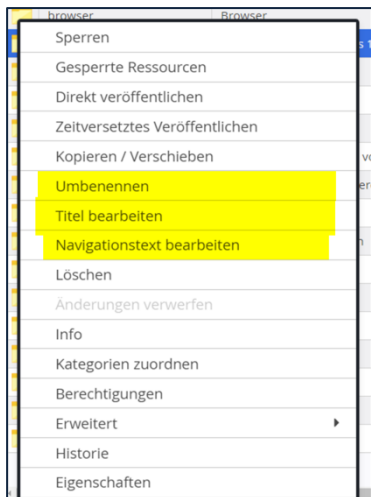 browser Browser
Sperren
s 1
Gesperrte Ressourcen
Direkt veröffentlichen
Zeitversetztes Veröffentlichen
Kopieren / Verschieben
Umbenennen
Titel bearbeiten
Navigationstext bearbeiten
Löschen
Änderungen verwerfen
Info
Kategorien zuordnen
Berechtigungen
Erweitert
Historie
Eigenschaften